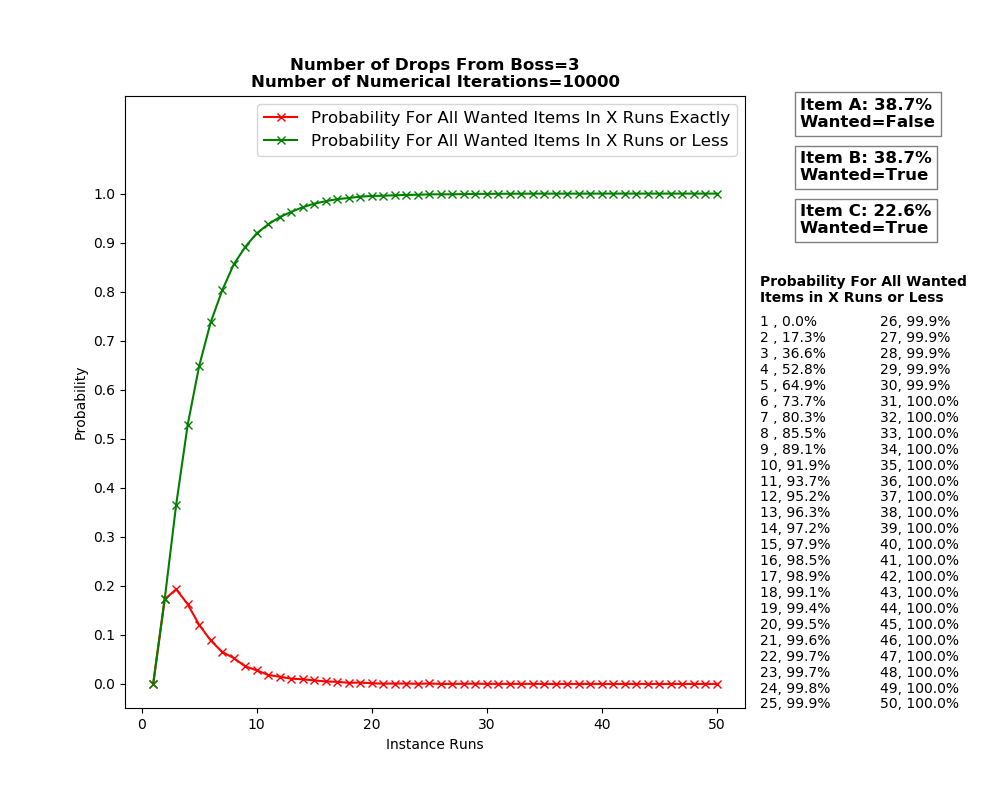 Number of Drops From Boss=3
Number of Numerical Iterations=10000
Probability For All Wanted Items In X Runs Exactly
Probability For All Wanted Items In X Runs or Less
1.0
0.9
0.8
0.7
0.6
0.5
0.4
0.3
0.2
0.1
0.0
Probability
0 10 20 30 40 50
Instance Runs
Item A: 38.7%
Wanted=False
Item B: 38.7%
Wanted=True
Item C: 22.6%
Wanted=True
Probability For All Wanted
Items in X Runs or Less
1 , 0.0% 26, 99.9%
2 , 17.3% 27, 99.9%
3 , 36.6% 28, 99.9%
4 , 52.8% 29, 99.9%
5 , 64.9% 30, 99.9%
6 , 73.7% 31, 100.0%
7 , 80.3% 32, 100.0%
8 , 85.5% 33, 100.0%
9 , 89.1% 34, 100.0%
10, 91.9% 35, 100.0%
11, 93.7% 36, 100.0%
12, 95.2% 37, 100.0%
13, 96.3% 38, 100.0%
14, 97.2% 39, 100.0%
15, 97.9% 40, 100.0%
16, 98.5% 41, 100.0%
17, 98.9% 42, 100.0%
18, 99.1% 43, 100.0%
19, 99.4% 44, 100.0%
20, 99.5% 45, 100.0%
21, 99.6% 46, 100.0%
22, 99.7% 47, 100.0%
23, 99.7% 48, 100.0%
24, 99.8% 49, 100.0%
25, 99.9% 50, 100.0%